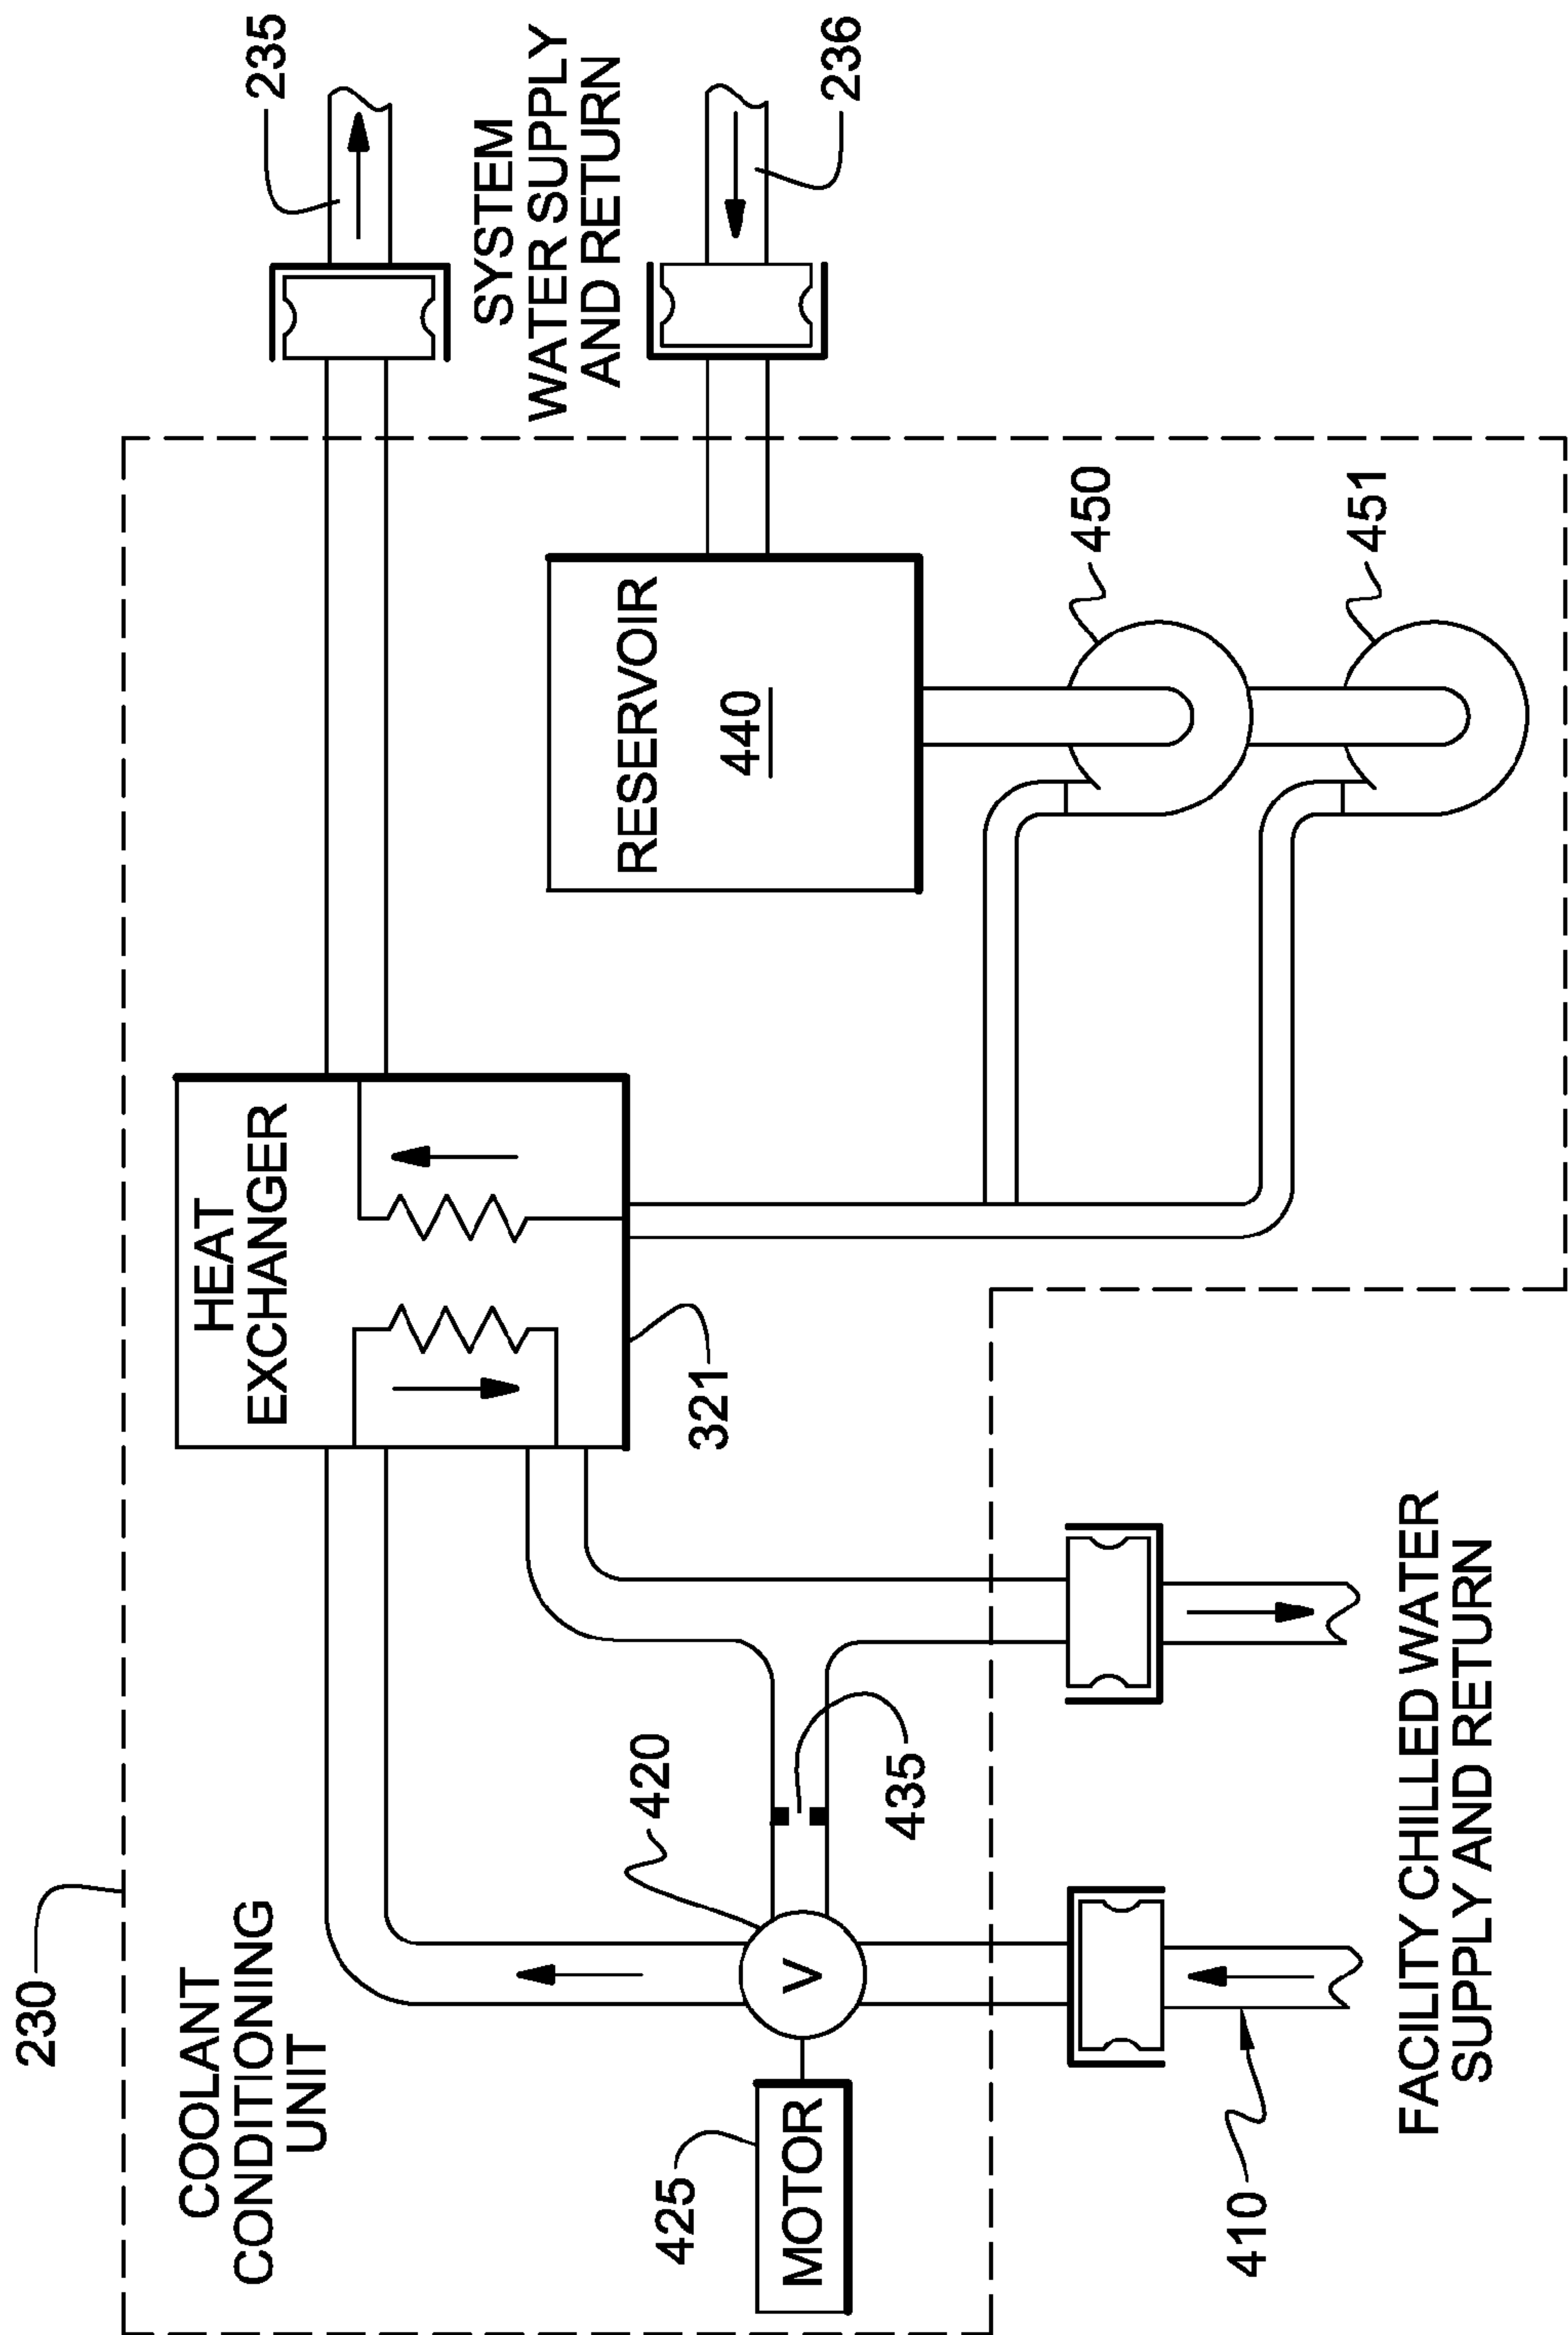 230
COOLANT
CONDITIONING
UNIT
HEAT
EXCHANGER
235
SYSTEM
WATER SUPPLY
AND RETURN
236
RESERVOIR
440
450
451
321
420
435
425
MOTOR
V
410
FACILITY CHILLED WATER
SUPPLY AND RETURN